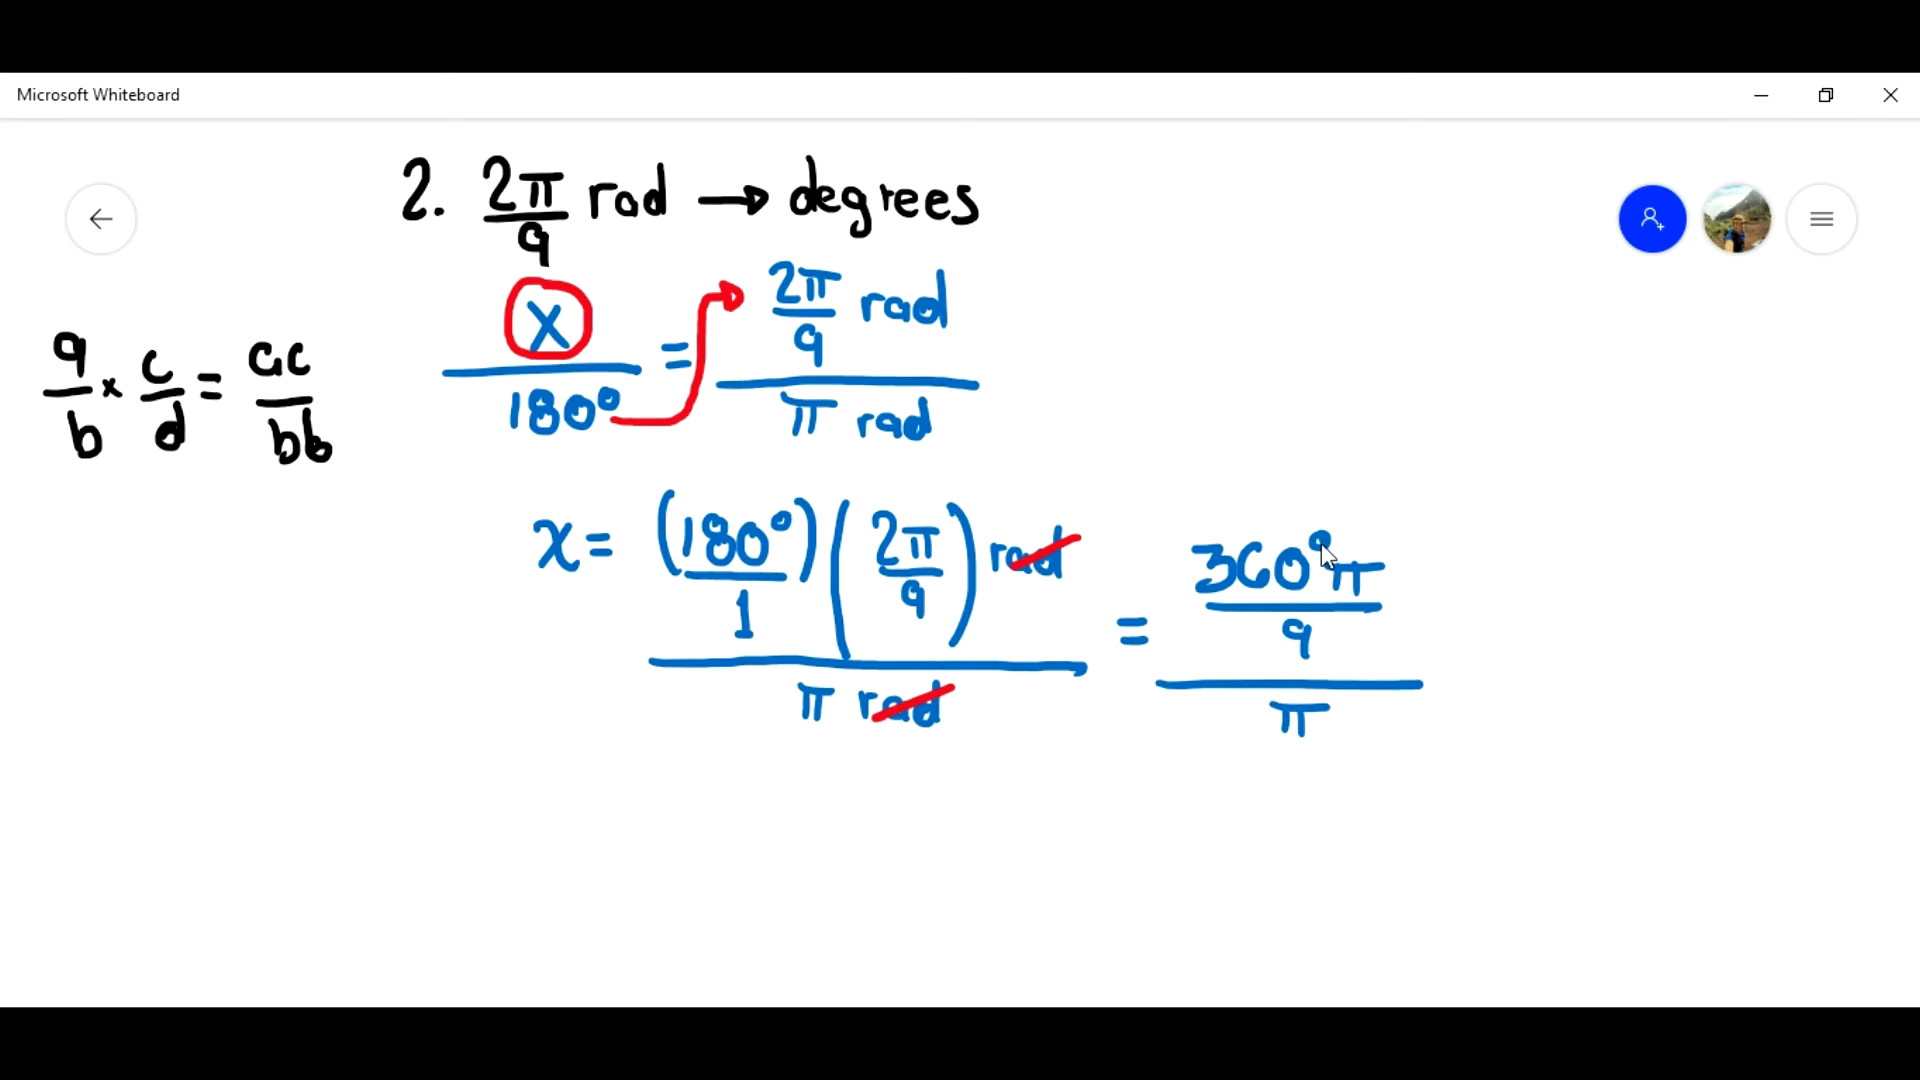 Microsoft Whiteboard
2. 2π/9 rad → degrees
x/180° = (2π/9 rad)/(π rad)
a/b × c/d = ac/bb
x = ((180°/1)(2π/9) rad)/(π rad) = (360°π/9)/π